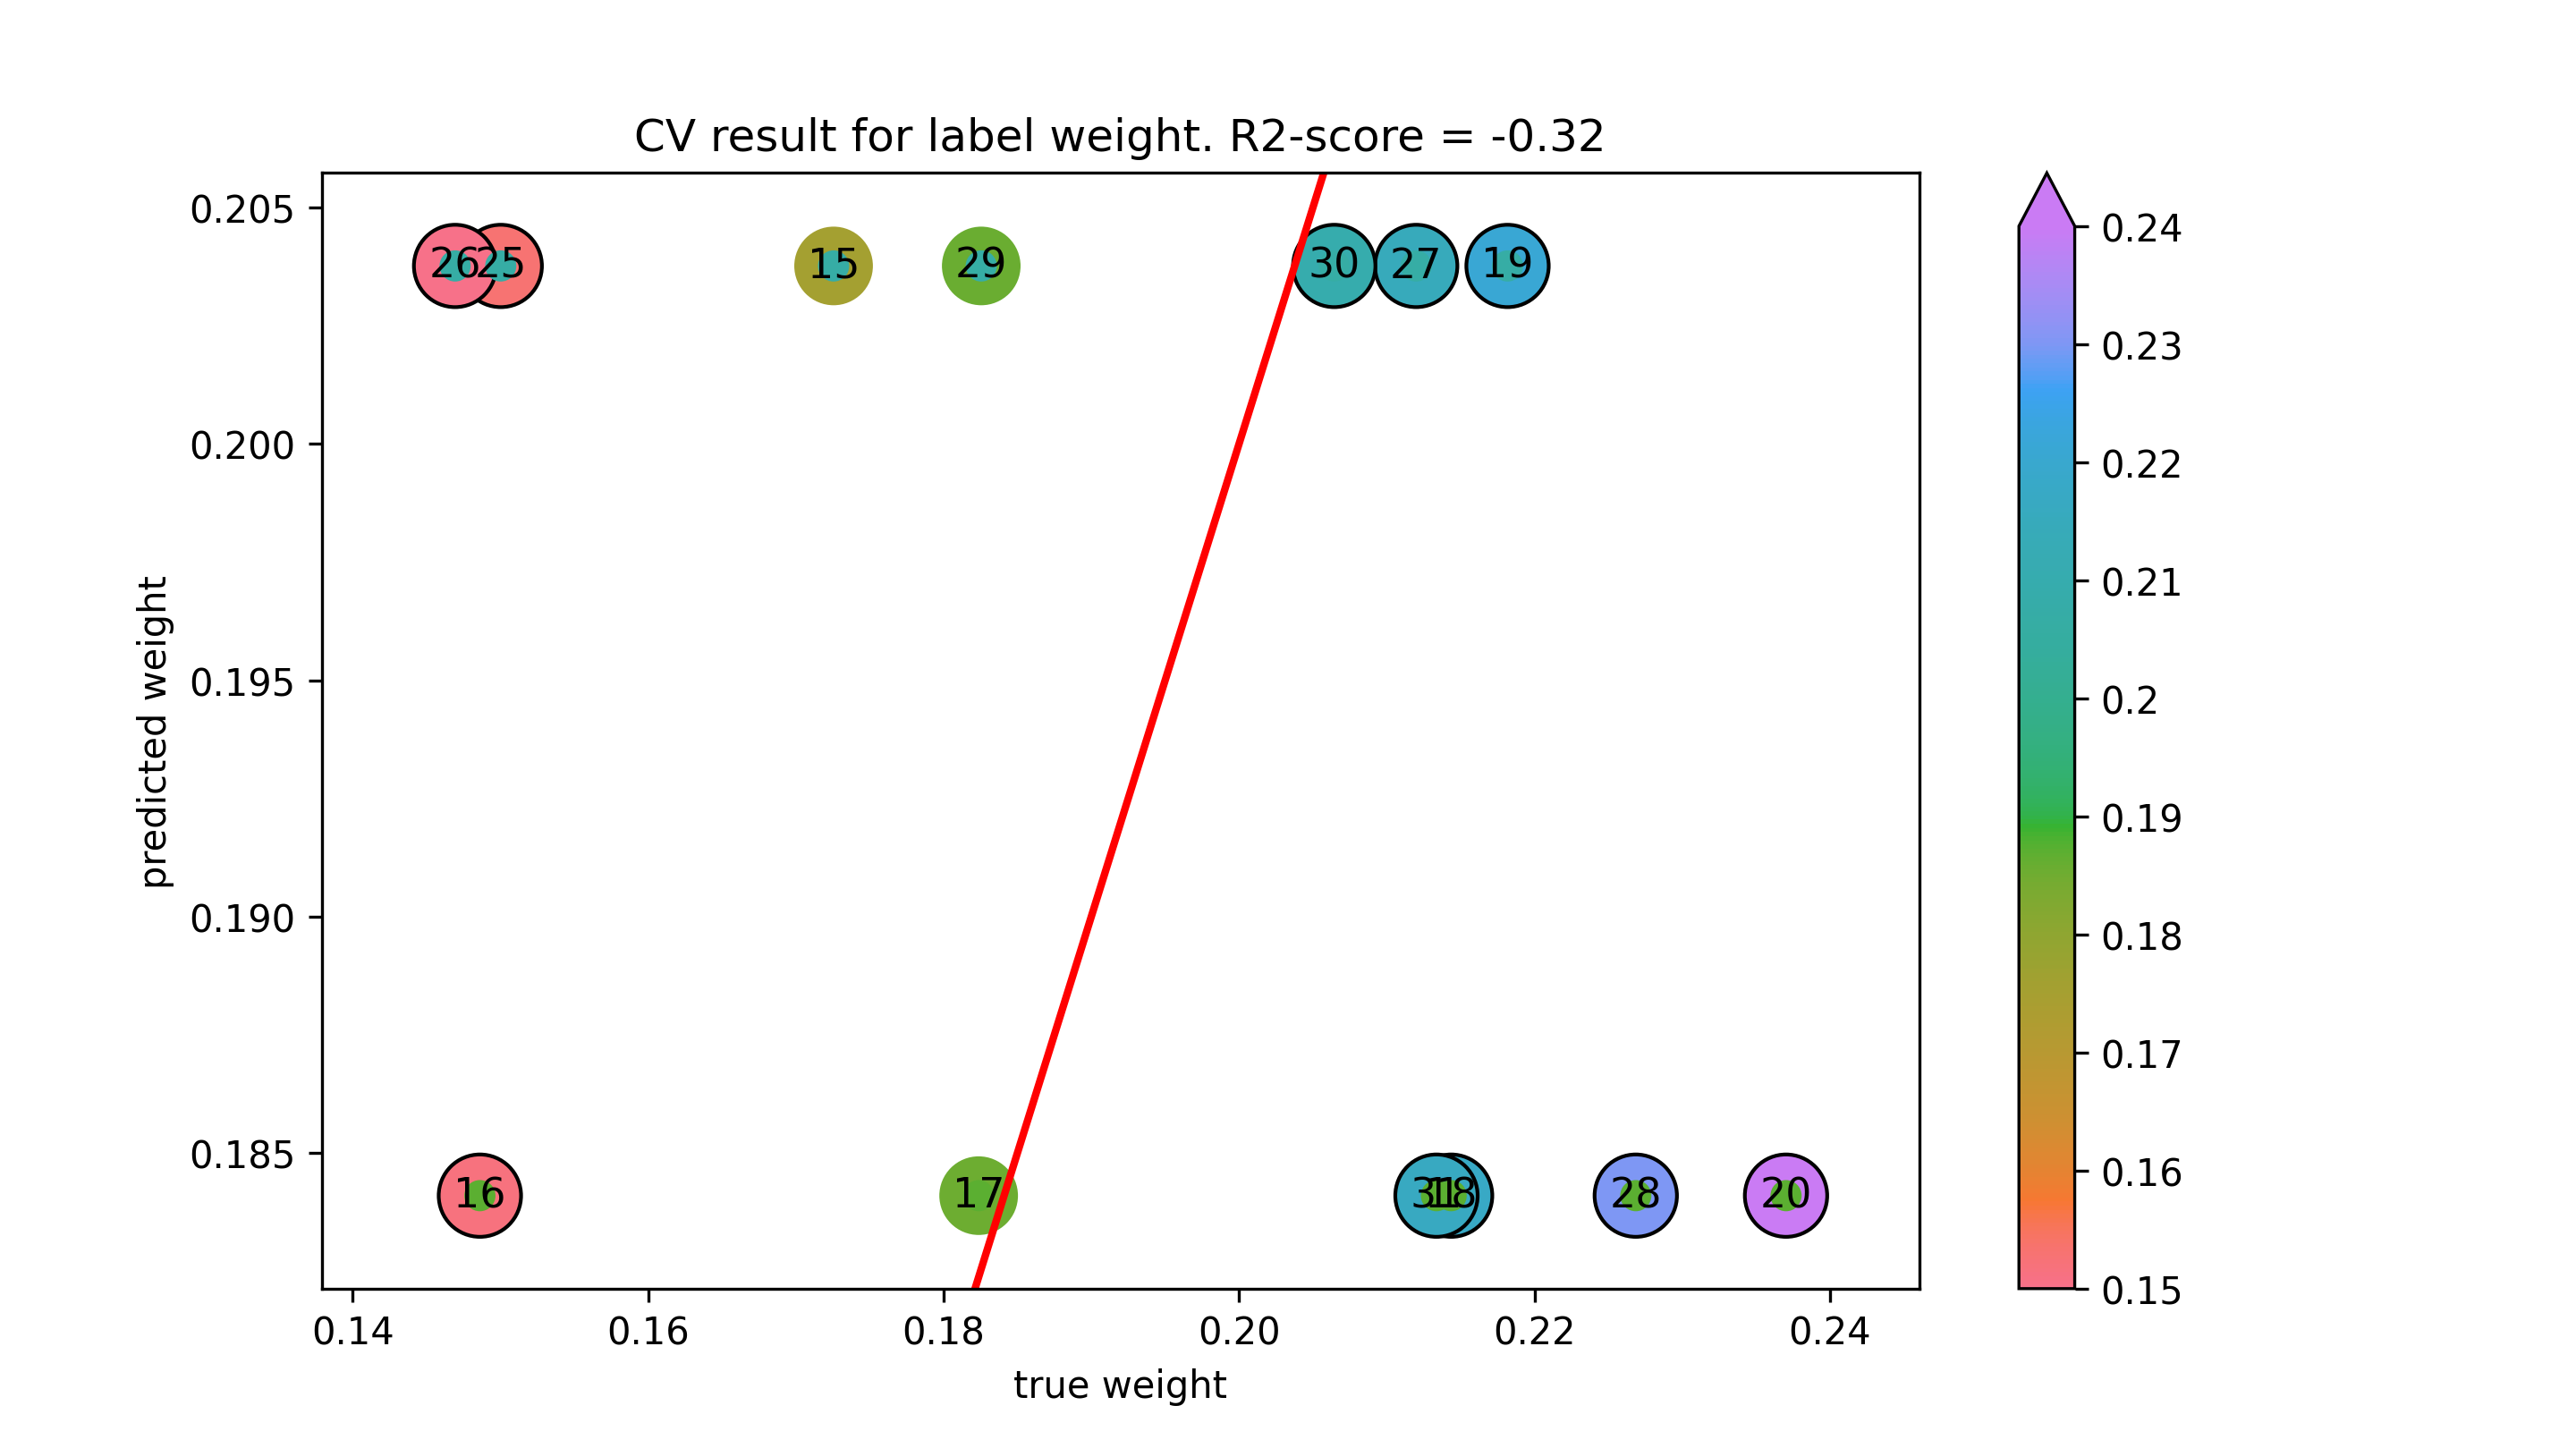 CV result for label weight. R2-score = -0.32
0.205
0.200
0.195
0.190
0.185
predicted weight
26 25 15 29 30 27 19
16 17 31 18 28 20
0.14 0.16 0.18 0.20 0.22 0.24
true weight
0.24
0.23
0.22
0.21
0.2
0.19
0.18
0.17
0.16
0.15